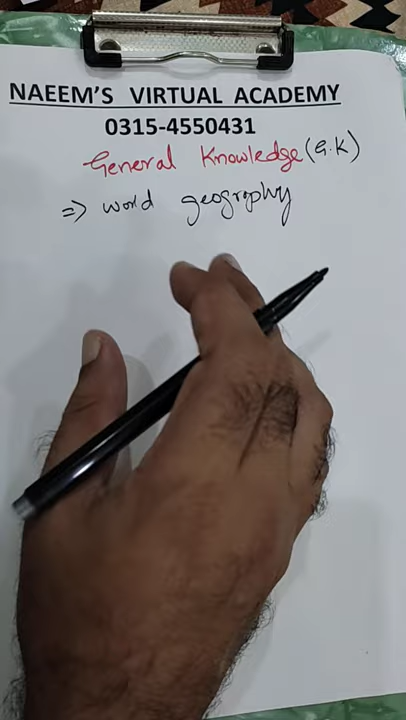 NAEEM'S VIRTUAL ACADEMY
0315-4550431
General Knowledge (G.K)
=> world geography